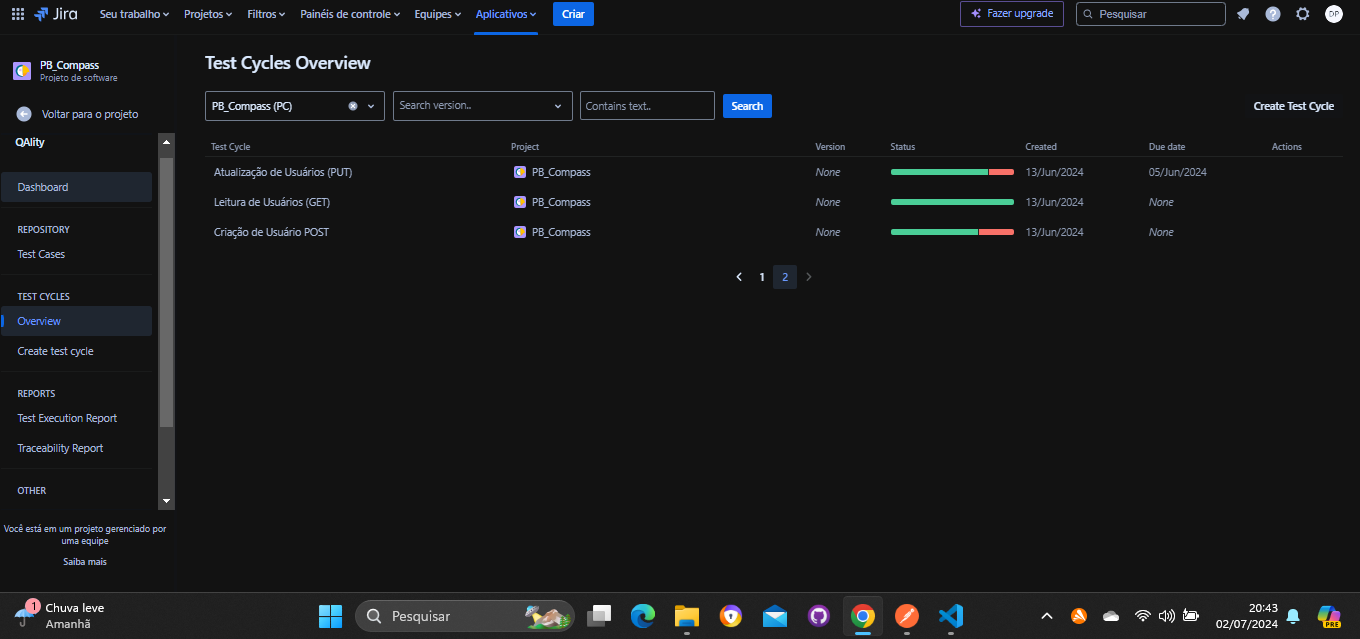 Jira Seu trabalho Projetos Filtros Painéis de controle Equipes Aplicativos Criar Fazer upgrade Pesquisar DP
PB_Compass
Projeto de software
Voltar para o projeto
QAlity
Dashboard
REPOSITORY
Test Cases
TEST CYCLES
Overview
Create test cycle
REPORTS
Test Execution Report
Traceability Report
OTHER
Você está em um projeto gerenciado por
uma equipe
Saiba mais
Test Cycles Overview
PB_Compass (PC) Search version.. Contains text.. Search Create Test Cycle
Test Cycle Project Version Status Created Due date Actions
Atualização de Usuários (PUT) PB_Compass None 13/Jun/2024 05/Jun/2024
Leitura de Usuários (GET) PB_Compass None 13/Jun/2024 None
Criação de Usuário POST PB_Compass None 13/Jun/2024 None
1 2
1 Chuva leve
Amanhã
Pesquisar
20:43
02/07/2024
PRE